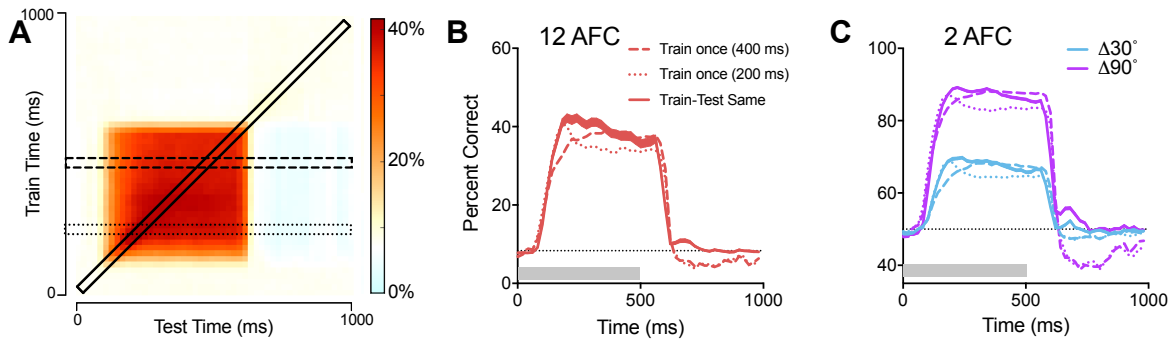 A
1000
0
Train Time (ms)
0
1000
Test Time (ms)
40%
20%
0%
B
12 AFC
60
40
20
0
Percent Correct
Train once (400 ms)
Train once (200 ms)
Train-Test Same
0
500
1000
Time (ms)
C
2 AFC
100
80
60
40
Δ30°
Δ90°
0
500
1000
Time (ms)